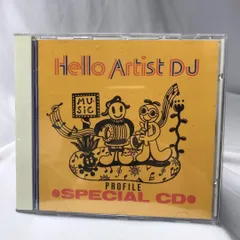 Hello Artist DJ
MU
SIC
PROFILE
•SPECIAL CD•